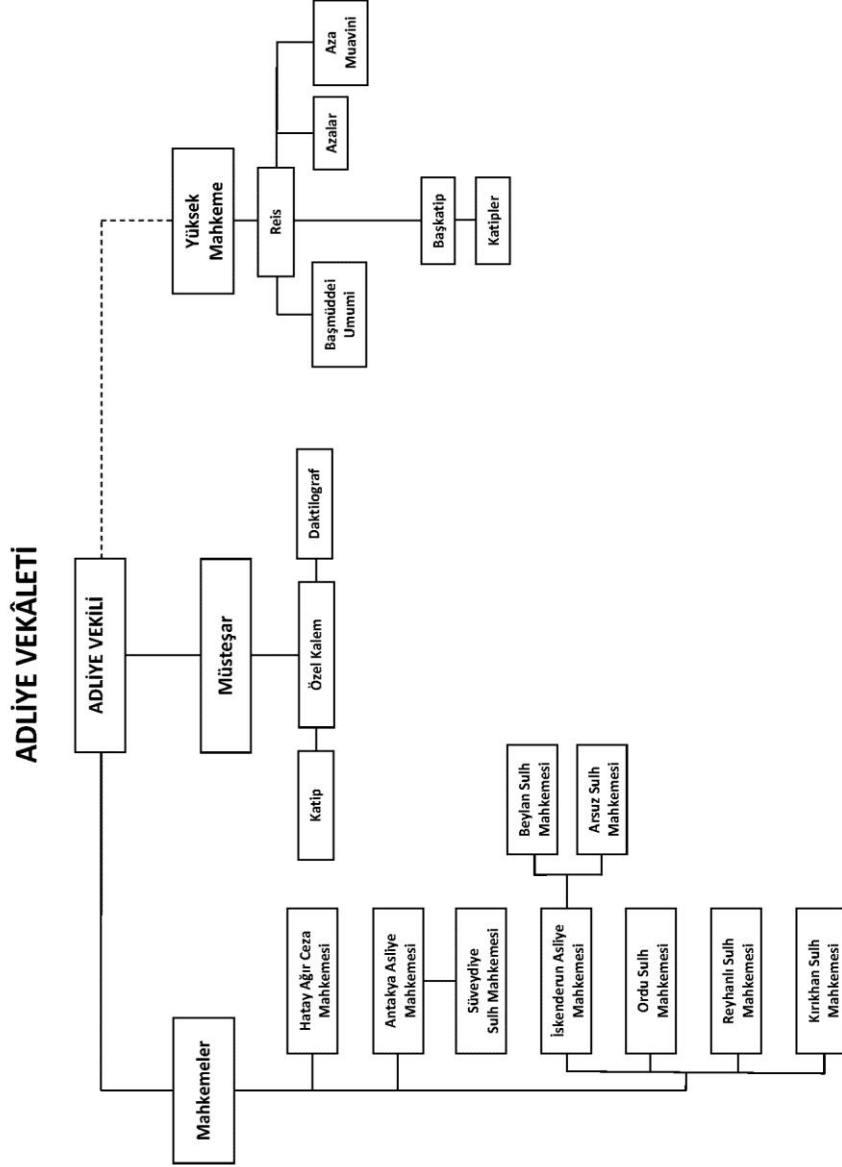 ADLİYE VEKÂLETİ
ADLİYE VEKİLİ
Mahkemeler
Müsteşar
Yüksek
Mahkeme
Hatay Ağır Ceza
Mahkemesi
Antakya Asliye
Mahkemesi
Süveydiye
Sulh Mahkemesi
İskenderun Asliye
Mahkemesi
Beylan Sulh
Mahkemesi
Arsuz Sulh
Mahkemesi
Ordu Sulh
Mahkemesi
Reyhanlı Sulh
Mahkemesi
Kırıkhan Sulh
Mahkemesi
Katip
Özel Kalem
Daktilograf
Reis
Başmüddei
Umumi
Azalar
Aza
Muavini
Başkatip
Katipler